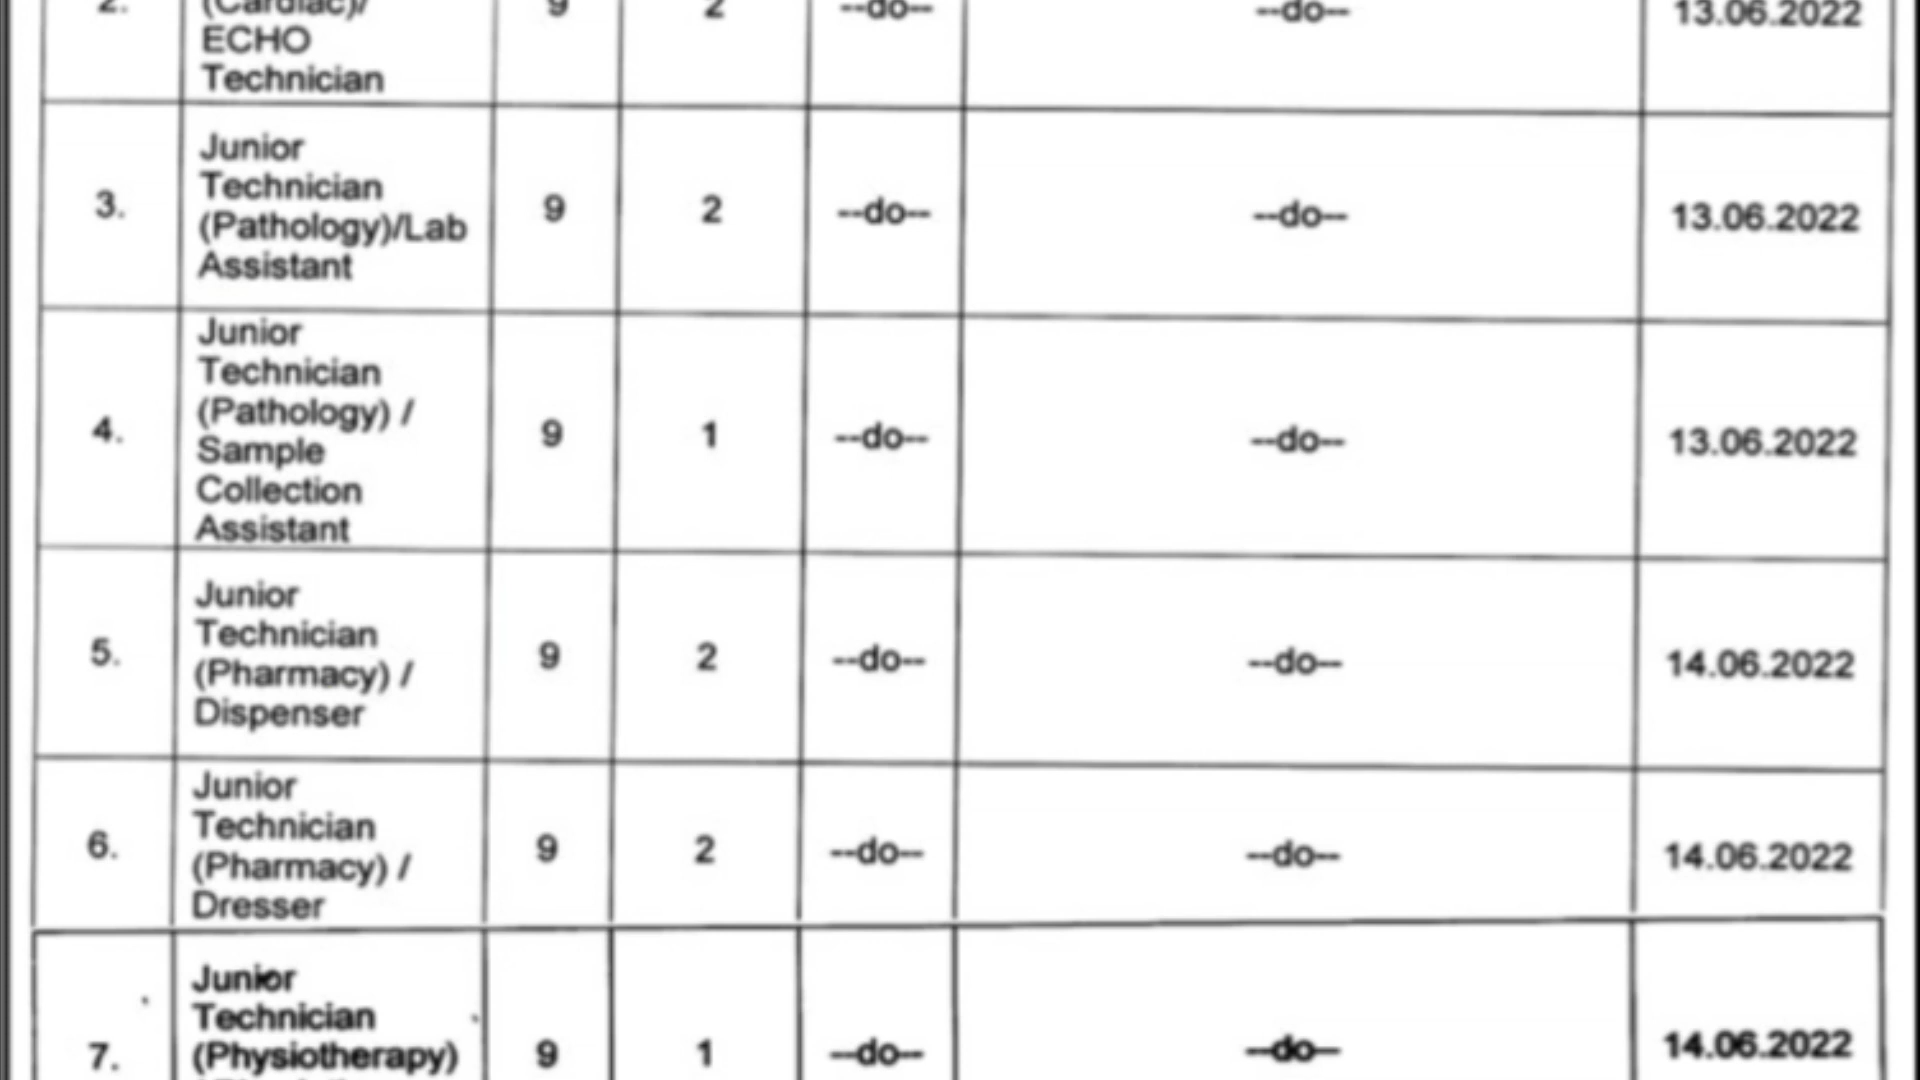 2. (Cardiac)/ 9 2 --do-- --do-- 13.06.2022
ECHO
Technician
Junior
Technician
3. (Pathology)/Lab 9 2 --do-- --do-- 13.06.2022
Assistant
Junior
Technician
(Pathology) /
4. Sample 9 1 --do-- --do-- 13.06.2022
Collection
Assistant
Junior
Technician
5. (Pharmacy) / 9 2 --do-- --do-- 14.06.2022
Dispenser
Junior
Technician
6. (Pharmacy) / 9 2 --do-- --do-- 14.06.2022
Dresser
Junior
Technician
7. (Physiotherapy) 9 1 --do-- --do-- 14.06.2022